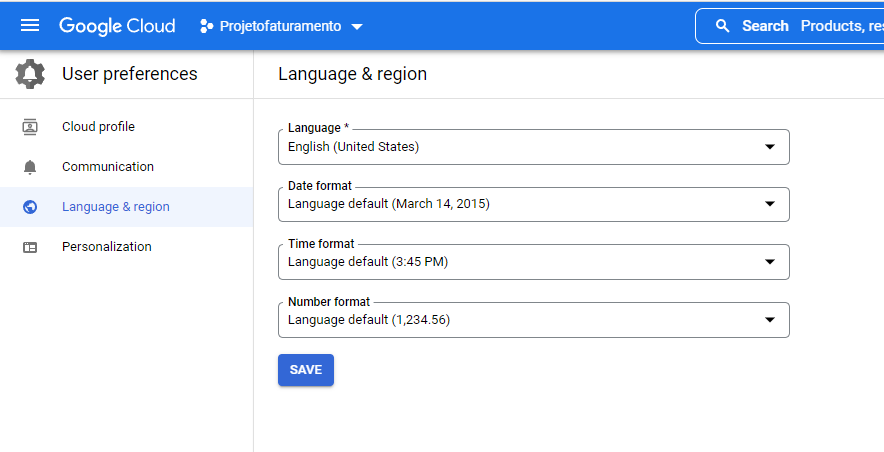 Google Cloud
Projetofaturamento
Search Products, res
User preferences
Language & region
Cloud profile
Communication
Language & region
Personalization
Language *
English (United States)
Date format
Language default (March 14, 2015)
Time format
Language default (3:45 PM)
Number format
Language default (1,234.56)
SAVE